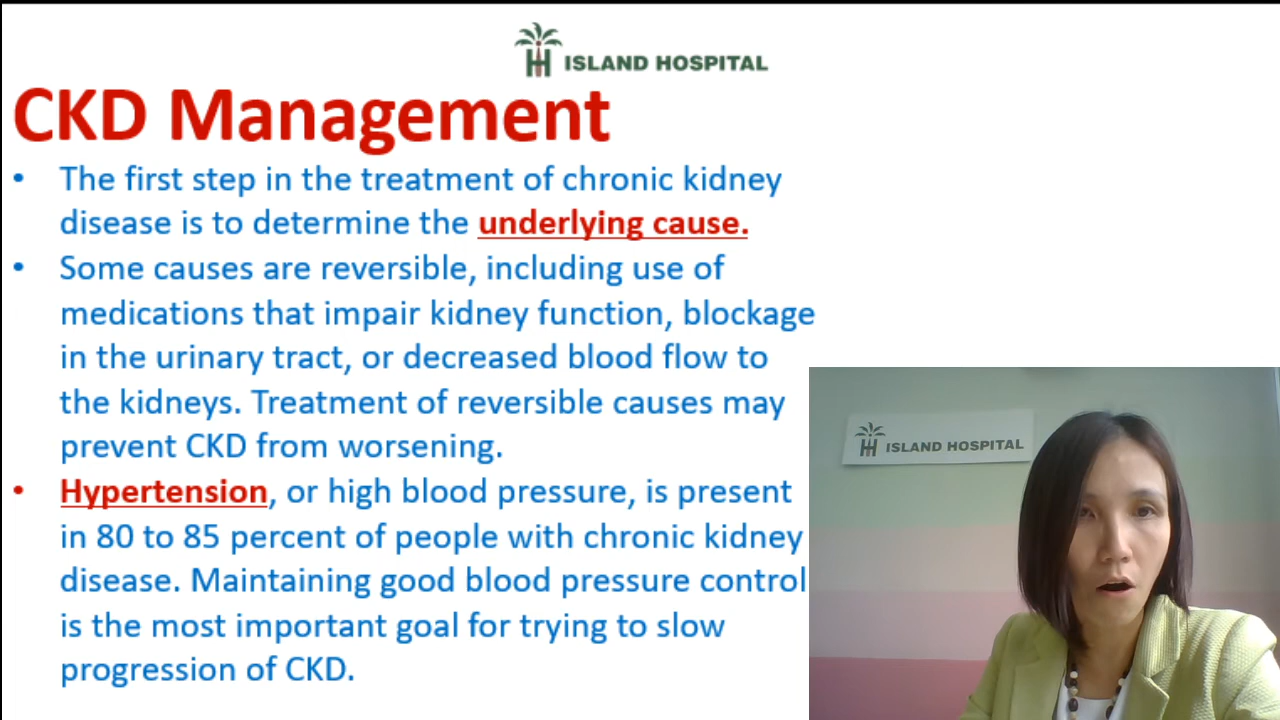 ISLAND HOSPITAL
CKD Management
• The first step in the treatment of chronic kidney
disease is to determine the underlying cause.
• Some causes are reversible, including use of
medications that impair kidney function, blockage
in the urinary tract, or decreased blood flow to
the kidneys. Treatment of reversible causes may
prevent CKD from worsening.
• Hypertension, or high blood pressure, is present
in 80 to 85 percent of people with chronic kidney
disease. Maintaining good blood pressure control
is the most important goal for trying to slow
progression of CKD.
ISLAND HOSPITAL